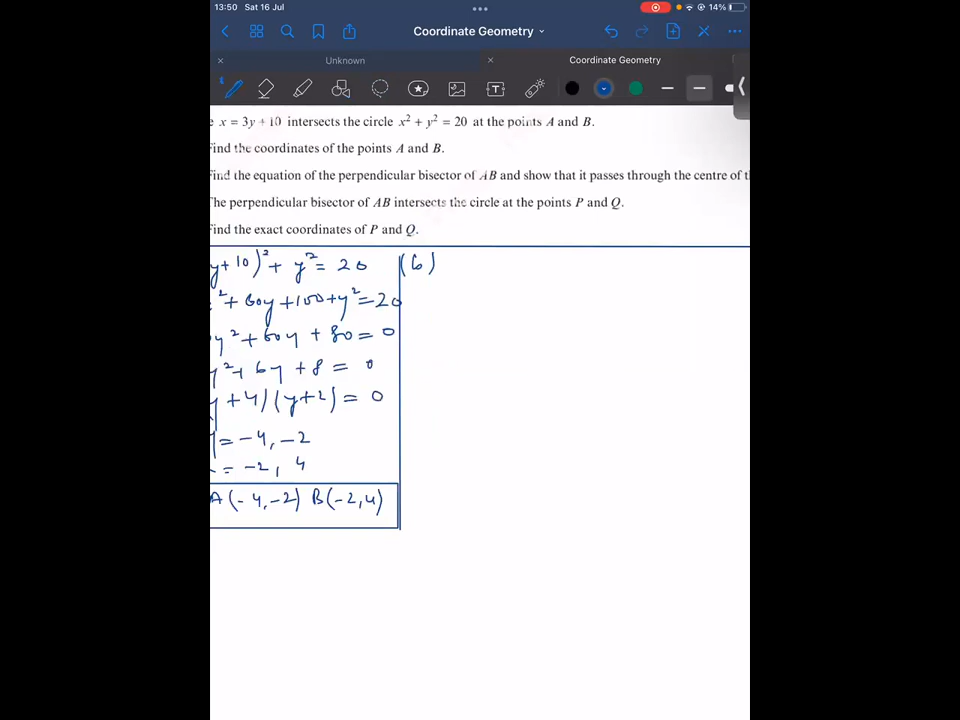 13:50 Sat 16 Jul
14%
Coordinate Geometry
Unknown
Coordinate Geometry
e x = 3y + 10 intersects the circle x² + y² = 20 at the points A and B.
Find the coordinates of the points A and B.
Find the equation of the perpendicular bisector of AB and show that it passes through the centre of t
The perpendicular bisector of AB intersects the circle at the points P and Q.
Find the exact coordinates of P and Q.
y+10)² + y² = 20
(6)
² + 60y + 100 + y² = 20
y² + 60y + 80 = 0
y² + 6y + 8 = 0
y + 4)(y+2) = 0
y = -4, -2
= -2, 4
A(-4,-2) B(-2,4)